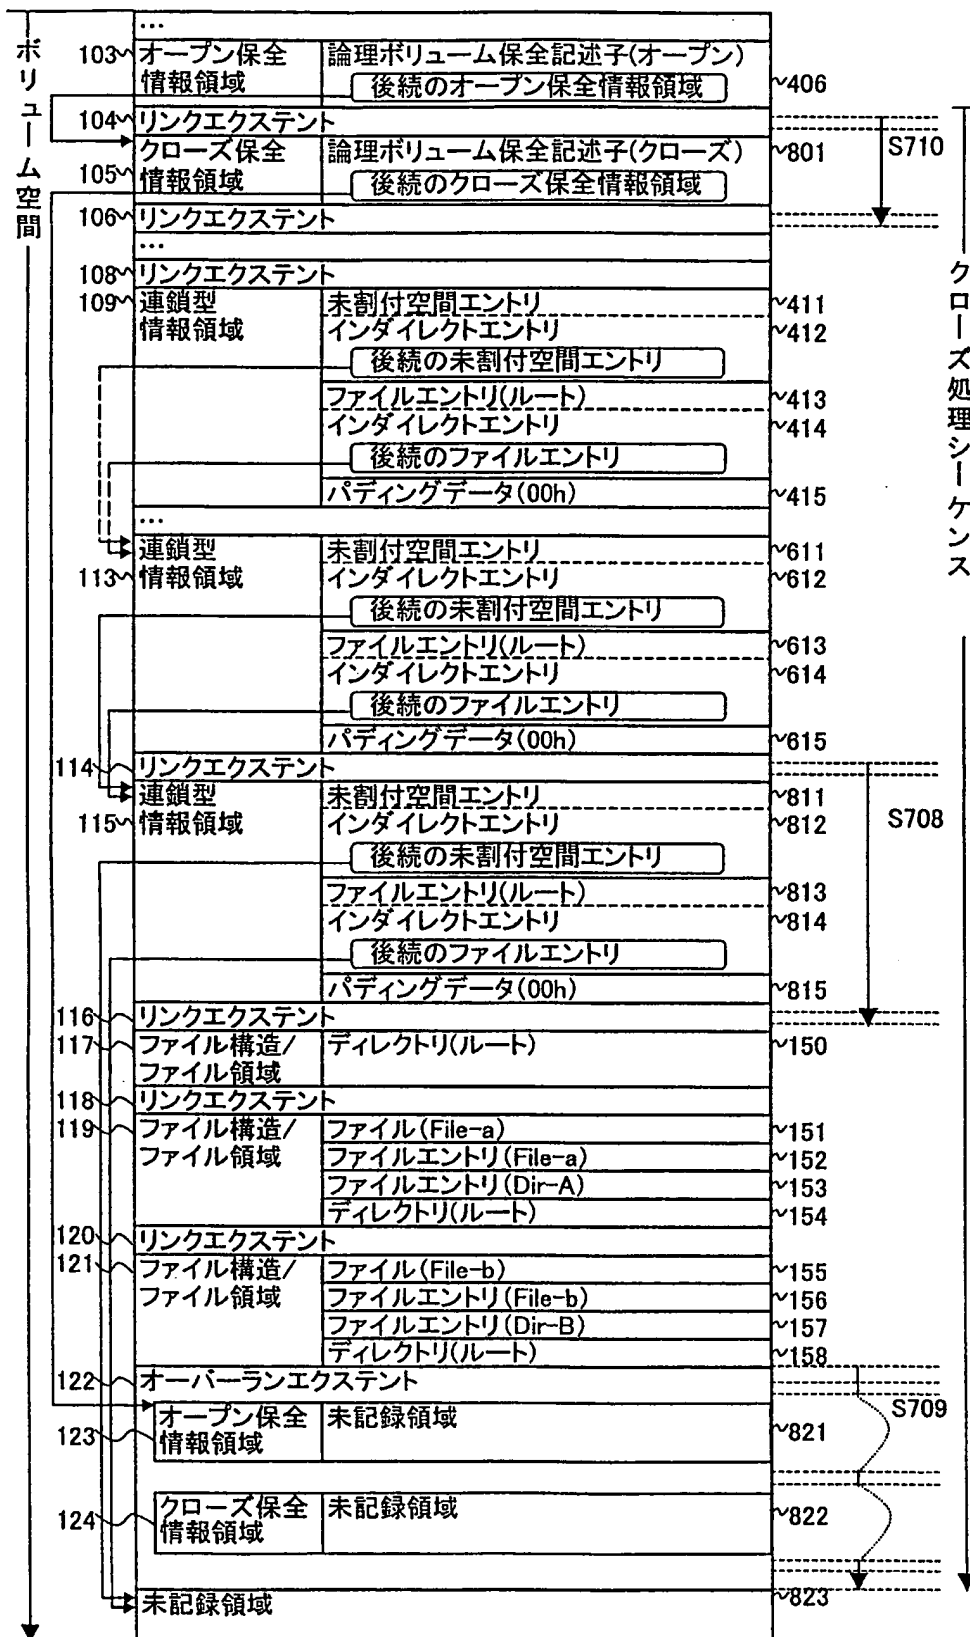 ボリューム空間
…
103 オープン保全 論理ボリューム保全記述子(オープン)
情報領域 後続のオープン保全情報領域 406
104 リンクエクステント
クローズ保全 論理ボリューム保全記述子(クローズ) 801 S710
105 情報領域 後続のクローズ保全情報領域
106 リンクエクステント
…
クローズ処理シーケンス
108 リンクエクステント
109 連鎖型 未割付空間エントリ 411
情報領域 インダイレクトエントリ 412
後続の未割付空間エントリ
ファイルエントリ(ルート) 413
インダイレクトエントリ 414
後続のファイルエントリ
パディングデータ(00h) 415
…
連鎖型 未割付空間エントリ 611
113 情報領域 インダイレクトエントリ 612
後続の未割付空間エントリ
ファイルエントリ(ルート) 613
インダイレクトエントリ 614
後続のファイルエントリ
パディングデータ(00h) 615
114 リンクエクステント
連鎖型 未割付空間エントリ 811
115 情報領域 インダイレクトエントリ 812 S708
後続の未割付空間エントリ
ファイルエントリ(ルート) 813
インダイレクトエントリ 814
後続のファイルエントリ
パディングデータ(00h) 815
116 リンクエクステント
117 ファイル構造/ ディレクトリ(ルート) 150
ファイル領域
118 リンクエクステント
119 ファイル構造/ ファイル(File-a) 151
ファイル領域 ファイルエントリ(File-a) 152
ファイルエントリ(Dir-A) 153
ディレクトリ(ルート) 154
120 リンクエクステント
121 ファイル構造/ ファイル(File-b) 155
ファイル領域 ファイルエントリ(File-b) 156
ファイルエントリ(Dir-B) 157
ディレクトリ(ルート) 158
122 オーバーランエクステント
オープン保全 未記録領域 821 S709
123 情報領域
クローズ保全 未記録領域 822
124 情報領域
未記録領域 823